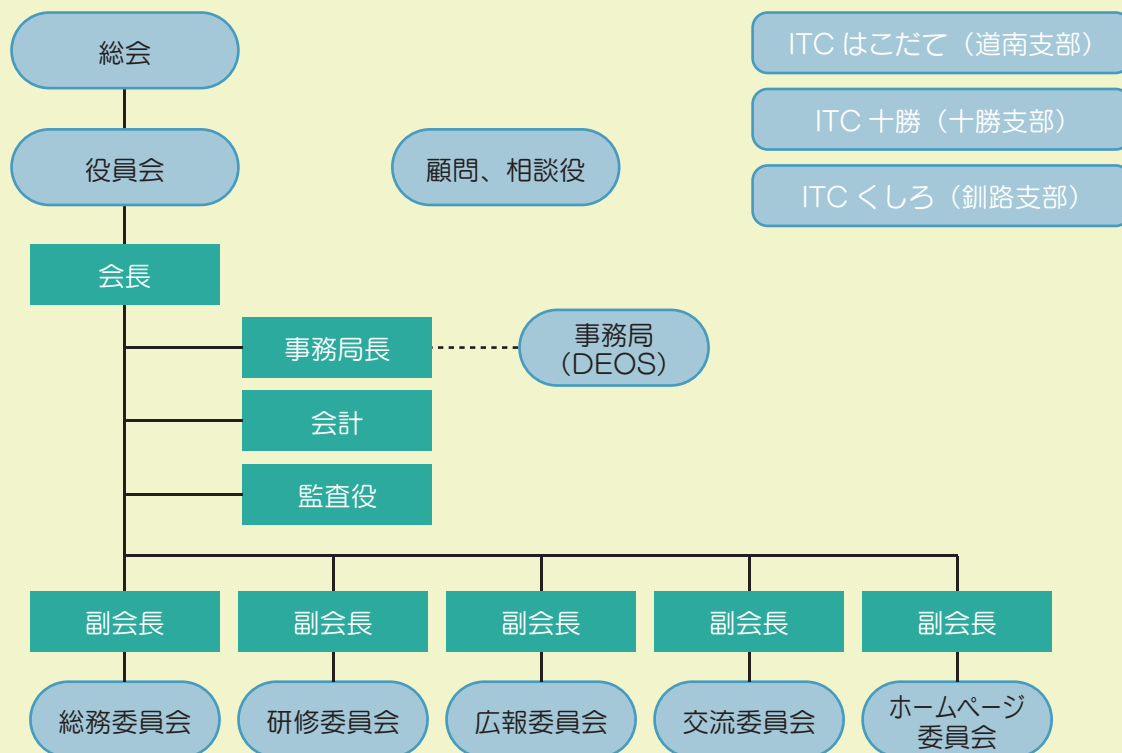 総会
役員会
顧問、相談役
ITC はこだて（道南支部）
ITC 十勝（十勝支部）
ITC くしろ（釧路支部）
会長
事務局長
事務局
（DEOS）
会計
監査役
副会長
副会長
副会長
副会長
副会長
総務委員会
研修委員会
広報委員会
交流委員会
ホームページ
委員会